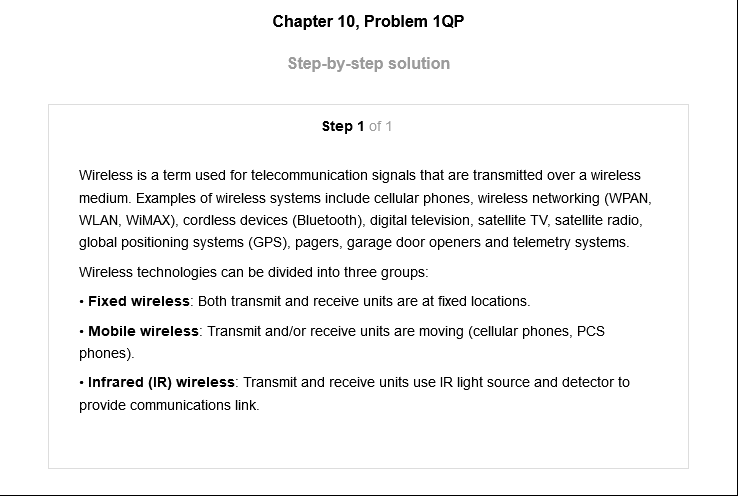 Chapter 10, Problem 1QP
Step-by-step solution
Step 1 of 1
Wireless is a term used for telecommunication signals that are transmitted over a wireless
medium. Examples of wireless systems include cellular phones, wireless networking (WPAN,
WLAN, WiMAX), cordless devices (Bluetooth), digital television, satellite TV, satellite radio,
global positioning systems (GPS), pagers, garage door openers and telemetry systems.
Wireless technologies can be divided into three groups:
• Fixed wireless: Both transmit and receive units are at fixed locations.
• Mobile wireless: Transmit and/or receive units are moving (cellular phones, PCS
phones).
• Infrared (IR) wireless: Transmit and receive units use IR light source and detector to
provide communications link.